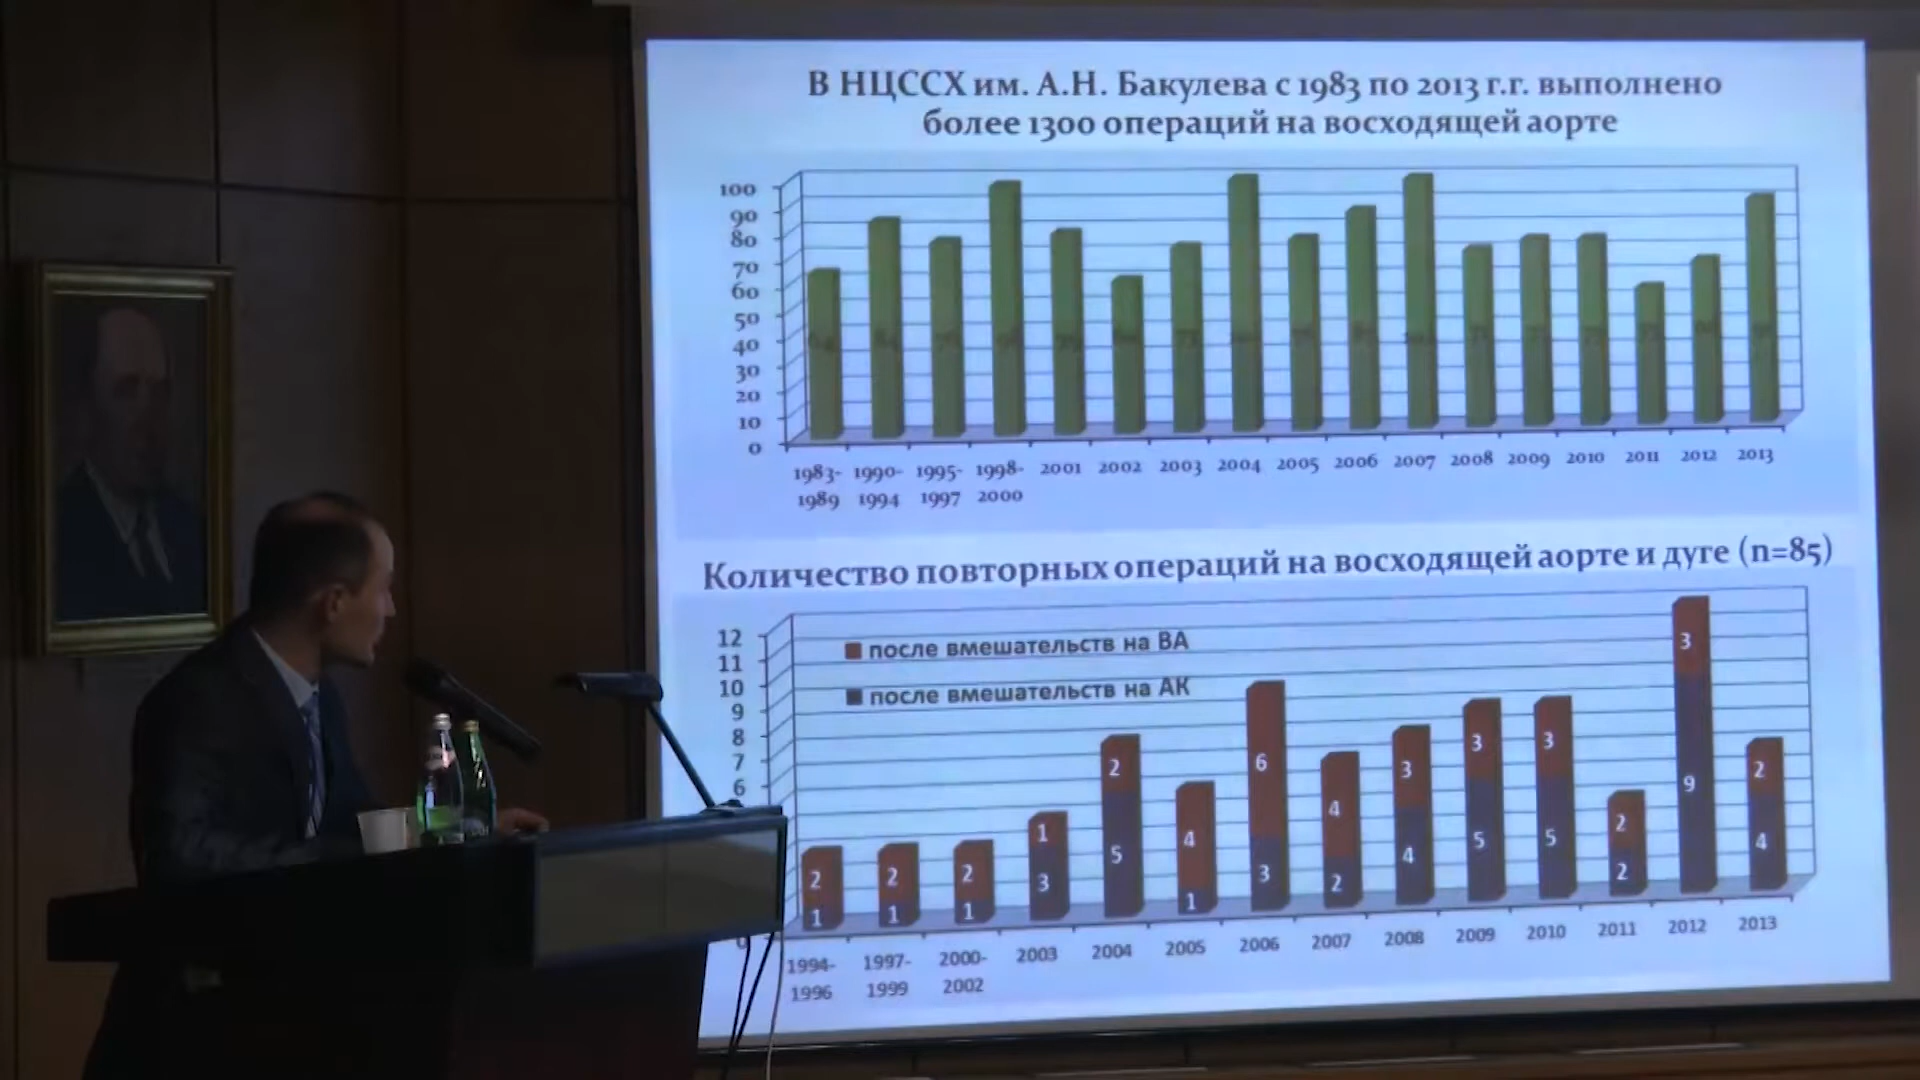 В НЦССХ им. А.Н. Бакулева с 1983 по 2013 г.г. выполнено
более 1300 операций на восходящей аорте
100
90
80
70
60
50
40
30
20
10
0
1983- 1990- 1995- 1998- 2001 2002 2003 2004 2005 2006 2007 2008 2009 2010 2011 2012 2013
1989 1994 1997 2000
Количество повторных операций на восходящей аорте и дуге (n=85)
12
11
10
9
8
7
6
0
после вмешательств на ВА
после вмешательств на АК
2 2 2 1 2 4 6 4 3 3 3 2 3 2
1 1 1 3 5 1 3 2 4 5 5 2 9 4
1994- 1997- 2000- 2003 2004 2005 2006 2007 2008 2009 2010 2011 2012 2013
1996 1999 2002